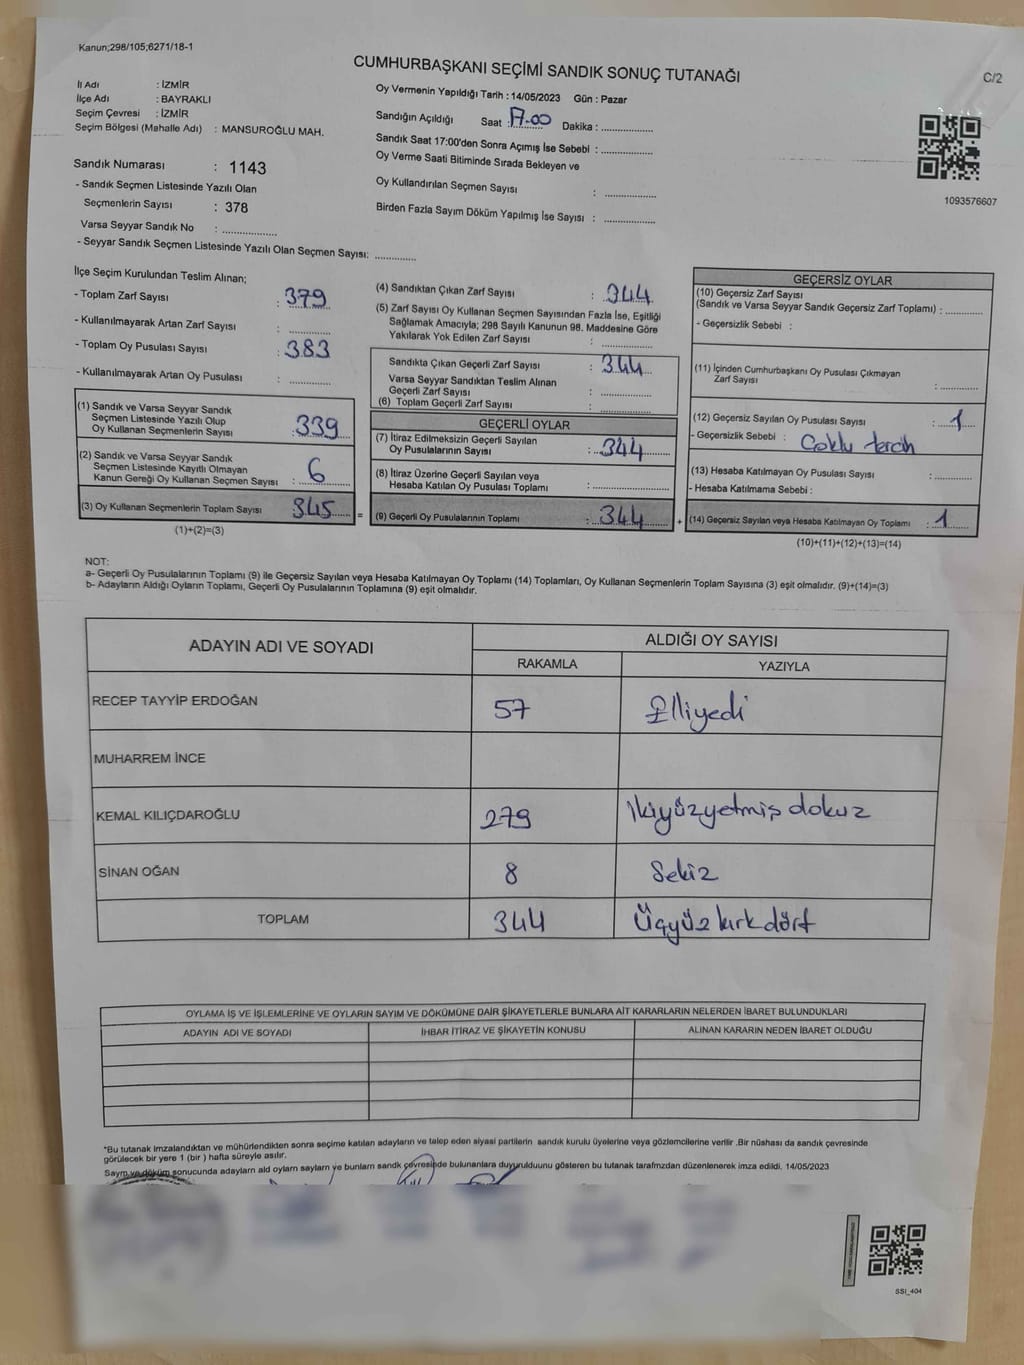 Kanun;298/105;6271/18-1
CUMHURBAŞKANI SEÇİMİ SANDIK SONUÇ TUTANAĞI
C/2
İl Adı : İZMİR
İlçe Adı : BAYRAKLI
Seçim Çevresi : İZMİR
Seçim Bölgesi (Mahalle Adı) : MANSUROĞLU MAH.
Sandık Numarası : 1143
- Sandık Seçmen Listesinde Yazılı Olan
Seçmenlerin Sayısı : 378
Varsa Seyyar Sandık No : ................
- Seyyar Sandık Seçmen Listesinde Yazılı Olan Seçmen Sayısı: ............
Oy Vermenin Yapıldığı Tarih : 14/05/2023 Gün : Pazar
Sandığın Açıldığı Saat : 17.00 Dakika : ................
Sandık Saat 17:00'den Sonra Açımış İse Sebebi : ................
Oy Verme Saati Bitiminde Sırada Bekleyen ve
Oy Kullandırılan Seçmen Sayısı : ................
Birden Fazla Sayım Döküm Yapılmış İse Sayısı : ................
1093576607
İlçe Seçim Kurulundan Teslim Alınan;
- Toplam Zarf Sayısı : 379
- Kullanılmayarak Artan Zarf Sayısı : ............
- Toplam Oy Pusulası Sayısı : 383
- Kullanılmayarak Artan Oy Pusulası : ............
(1) Sandık ve Varsa Seyyar Sandık
Seçmen Listesinde Yazılı Olup
Oy Kullanan Seçmenlerin Sayısı : 339
(2) Sandık ve Varsa Seyyar Sandık
Seçmen Listesinde Kayıtlı Olmayan
Kanun Gereği Oy Kullanan Seçmen Sayısı : 6
(3) Oy Kullanan Seçmenlerin Toplam Sayısı 345 =
(1)+(2)=(3)
(4) Sandıktan Çıkan Zarf Sayısı : 344
(5) Zarf Sayısı Oy Kullanan Seçmen Sayısından Fazla İse, Eşitliği
Sağlamak Amacıyla; 298 Sayılı Kanunun 98. Maddesine Göre
Yakılarak Yok Edilen Zarf Sayısı : ............
Sandıkta Çıkan Geçerli Zarf Sayısı : 344
Varsa Seyyar Sandıktan Teslim Alınan
Geçerli Zarf Sayısı : ............
(6) Toplam Geçerli Zarf Sayısı : ............
GEÇERLİ OYLAR
(7) İtiraz Edilmeksizin Geçerli Sayılan
Oy Pusulalarının Sayısı : 344
(8) İtiraz Üzerine Geçerli Sayılan veya
Hesaba Katılan Oy Pusulası Toplamı : ............
(9) Geçerli Oy Pusulalarının Toplamı : 344 +
GEÇERSİZ OYLAR
(10) Geçersiz Zarf Sayısı
(Sandık ve Varsa Seyyar Sandık Geçersiz Zarf Toplamı) : ............
- Geçersizlik Sebebi :
(11) İçinden Cumhurbaşkanı Oy Pusulası Çıkmayan
Zarf Sayısı : ............
(12) Geçersiz Sayılan Oy Pusulası Sayısı : 1
- Geçersizlik Sebebi : Çoklu tercih
(13) Hesaba Katılmayan Oy Pusulası Sayısı : ............
- Hesaba Katılmama Sebebi :
(14) Geçersiz Sayılan veya Hesaba Katılmayan Oy Toplamı : 1
(10)+(11)+(12)+(13)=(14)
NOT:
a- Geçerli Oy Pusulalarının Toplamı (9) ile Geçersiz Sayılan veya Hesaba Katılmayan Oy Toplamı (14) Toplamları, Oy Kullanan Seçmenlerin Toplam Sayısına (3) eşit olmalıdır. (9)+(14)=(3)
b- Adayların Aldığı Oyların Toplamı, Geçerli Oy Pusulalarının Toplamına (9) eşit olmalıdır.
ADAYIN ADI VE SOYADI ALDIĞI OY SAYISI
RAKAMLA YAZIYLA
RECEP TAYYİP ERDOĞAN 57 Elliyedi
MUHARREM İNCE
KEMAL KILIÇDAROĞLU 279 İkiyüzyetmiş dokuz
SİNAN OĞAN 8 Sekiz
TOPLAM 344 Üçyüz kırk dört
OYLAMA İŞ VE İŞLEMLERİNE VE OYLARIN SAYIM VE DÖKÜMÜNE DAİR ŞİKAYETLERLE BUNLARA AİT KARARLARIN NELERDEN İBARET BULUNDUKLARI
ADAYIN ADI VE SOYADI İHBAR İTİRAZ VE ŞİKAYETİN KONUSU ALINAN KARARIN NEDEN İBARET OLDUĞU
*Bu tutanak imzalandıktan ve mühürlendikten sonra seçime katılan adayların ve talep eden siyasi partilerin sandık kurulu üyelerine veya gözlemcilerine verilir .Bir nüshası da sandık çevresinde
görülecek bir yere 1 (bir ) hafta süreyle asılır.
Sayım ve döküm sonucunda adayların ald oyların sayların ye bunların sandk çevresinde bulunanlara duyurulduunu gösteren bu tutanak tarafmzdan düzenlenerek imza edildi. 14/05/2023
SSI_404